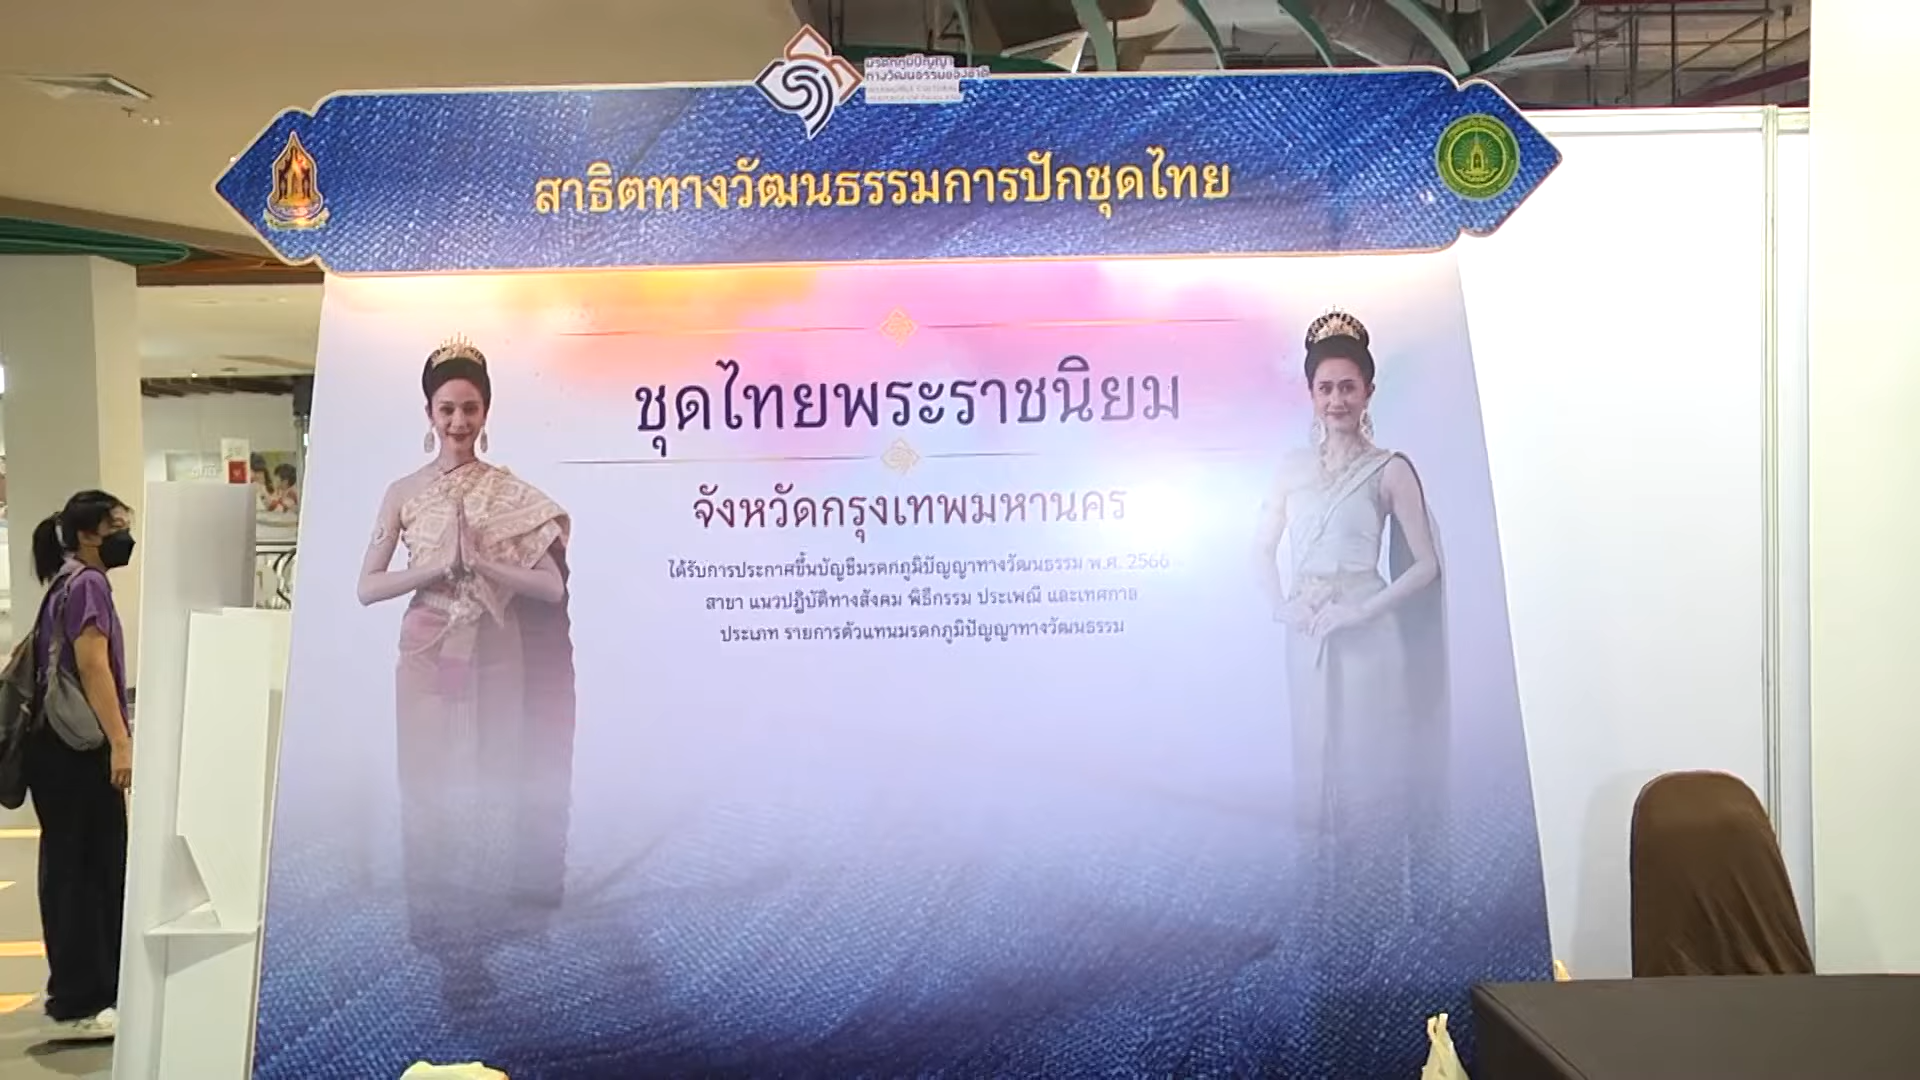 มรดกภูมิปัญญา
ทางวัฒนธรรมของชาติ
สาธิตทางวัฒนธรรมการปักชุดไทย
ชุดไทยพระราชนิยม
จังหวัดกรุงเทพมหานคร
ได้รับการประกาศขึ้นบัญชีมรดกภูมิปัญญาทางวัฒนธรรม พ.ศ. 2566
สาขา แนวปฏิบัติทางสังคม พิธีกรรม ประเพณี และเทศกาล
ประเภท รายการตัวแทนมรดกภูมิปัญญาทางวัฒนธรรม